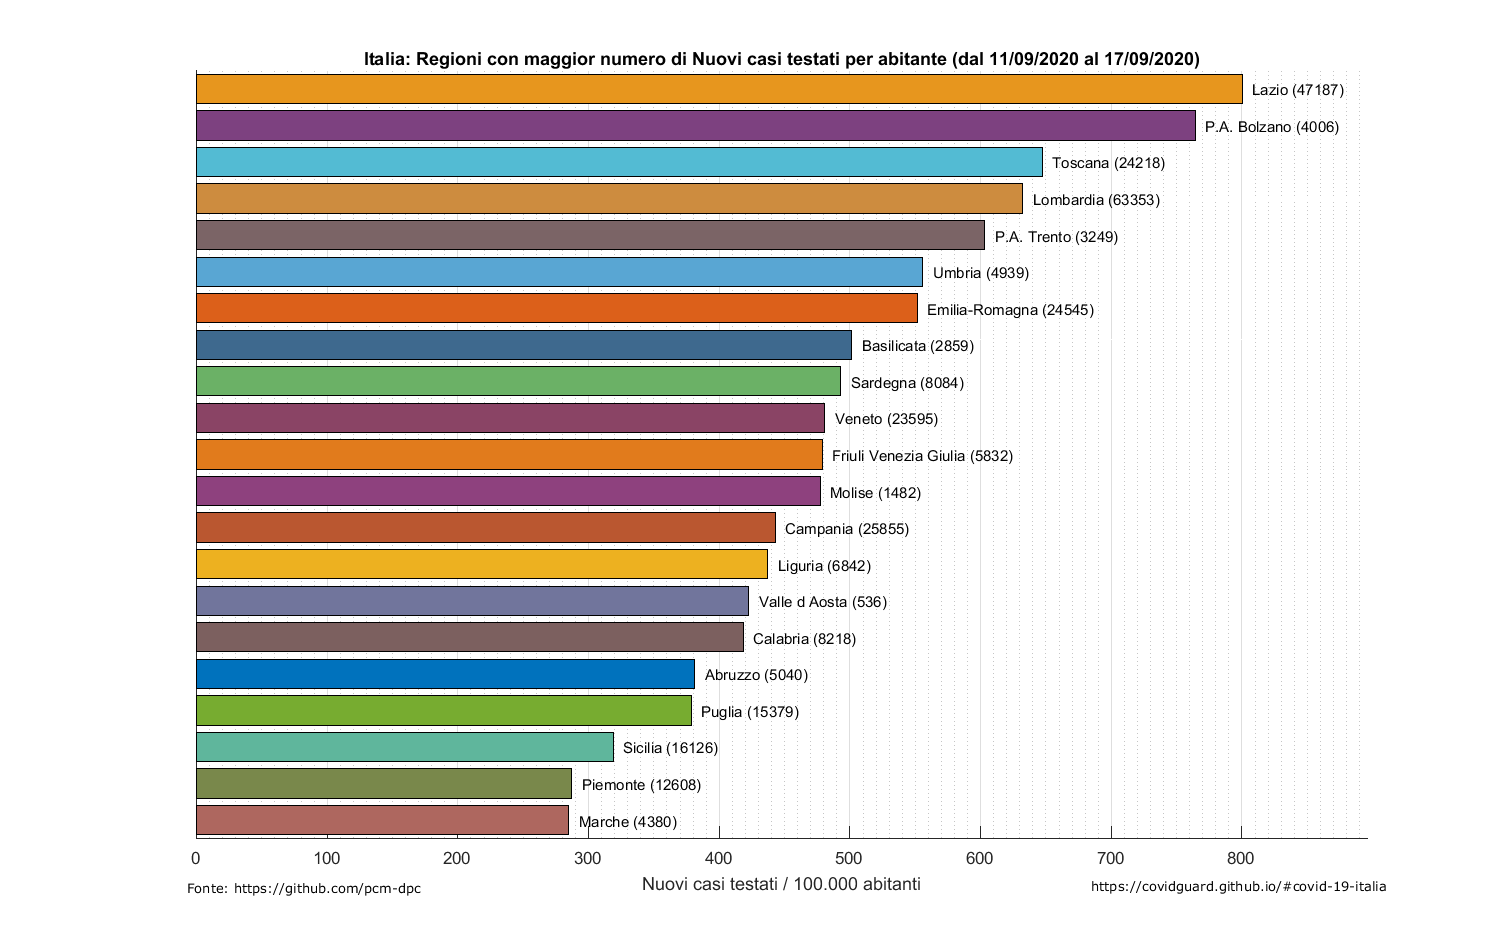 Italia: Regioni con maggior numero di Nuovi casi testati per abitante (dal 11/09/2020 al 17/09/2020)
Lazio (47187)
P.A. Bolzano (4006)
Toscana (24218)
Lombardia (63353)
P.A. Trento (3249)
Umbria (4939)
Emilia-Romagna (24545)
Basilicata (2859)
Sardegna (8084)
Veneto (23595)
Friuli Venezia Giulia (5832)
Molise (1482)
Campania (25855)
Liguria (6842)
Valle d Aosta (536)
Calabria (8218)
Abruzzo (5040)
Puglia (15379)
Sicilia (16126)
Piemonte (12608)
Marche (4380)
0 100 200 300 400 500 600 700 800
Nuovi casi testati / 100.000 abitanti
Fonte: https://github.com/pcm-dpc
https://covidguard.github.io/#covid-19-italia